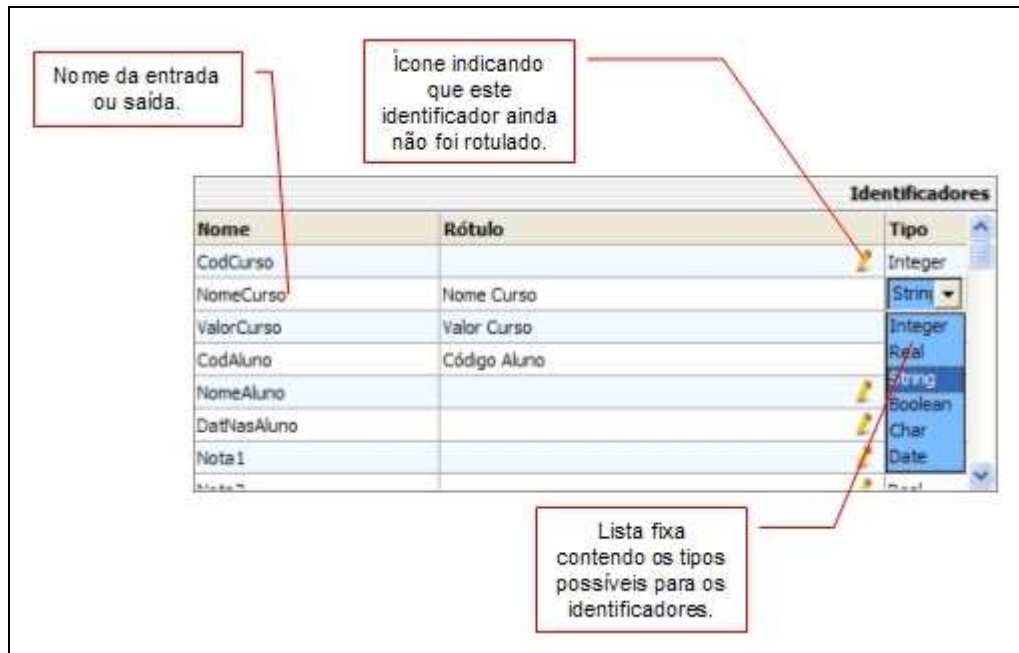 Nome da entrada
ou saída.
Ícone indicando
que este
identificador ainda
não foi rotulado.
Identificadores
Nome Rótulo Tipo
CodCurso Integer
NomeCurso Nome Curso String
ValorCurso Valor Curso Integer
CodAluno Código Aluno Real
NomeAluno String
DatNasAluno Boolean
Char
Nota1 Date
Lista fixa
contendo os tipos
possíveis para os
identificadores.